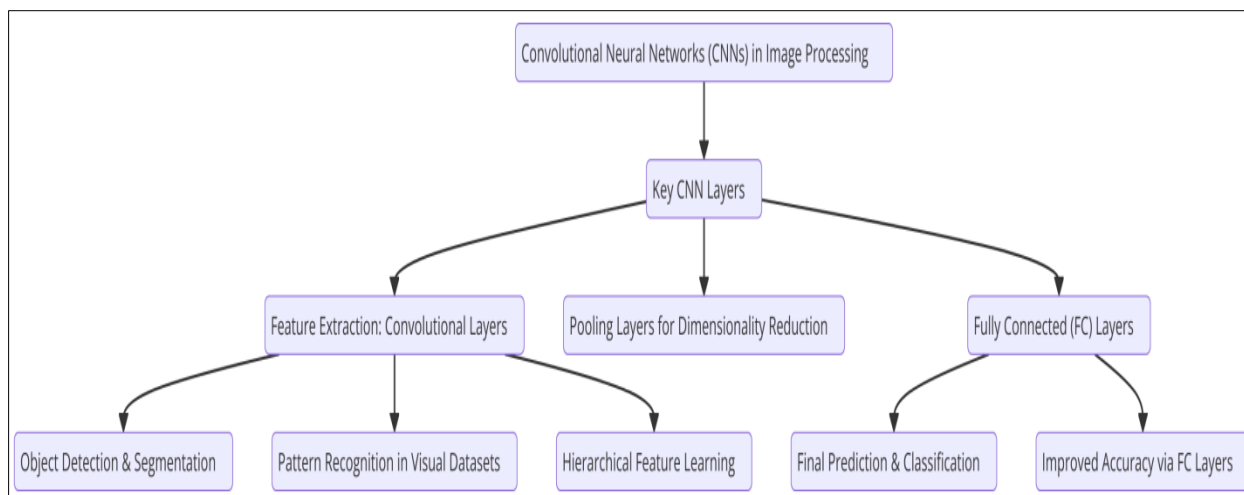 Convolutional Neural Networks (CNNs) in Image Processing
Key CNN Layers
Feature Extraction: Convolutional Layers
Pooling Layers for Dimensionality Reduction
Fully Connected (FC) Layers
Object Detection & Segmentation
Pattern Recognition in Visual Datasets
Hierarchical Feature Learning
Final Prediction & Classification
Improved Accuracy via FC Layers